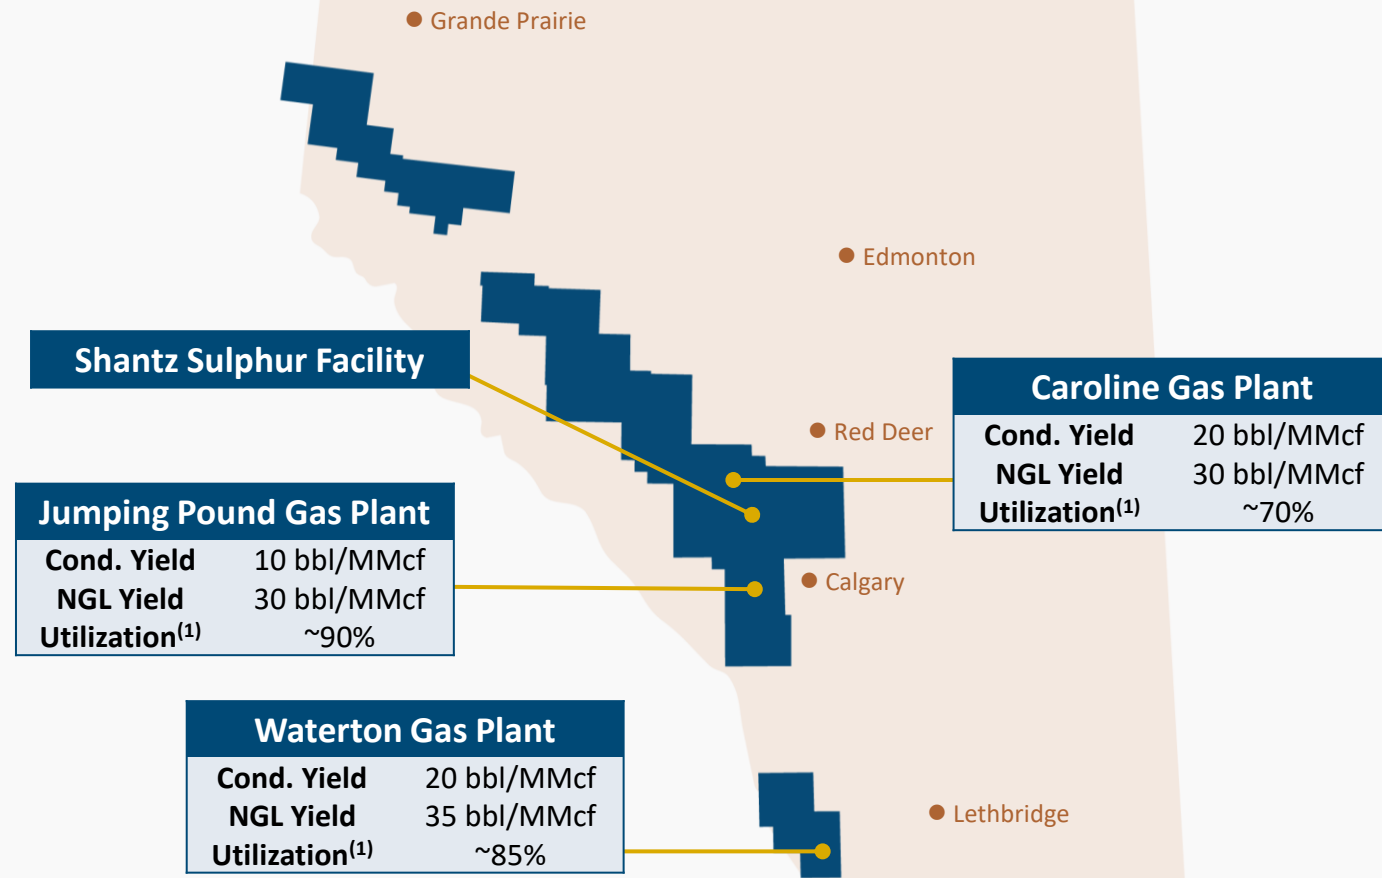 Grande Prairie
Edmonton
Shantz Sulphur Facility
Caroline Gas Plant
Cond. Yield 20 bbl/MMcf
NGL Yield 30 bbl/MMcf
Utilization(1) ~70%
Red Deer
Jumping Pound Gas Plant
Cond. Yield 10 bbl/MMcf
NGL Yield 30 bbl/MMcf
Utilization(1) ~90%
Calgary
Waterton Gas Plant
Cond. Yield 20 bbl/MMcf
NGL Yield 35 bbl/MMcf
Utilization(1) ~85%
Lethbridge